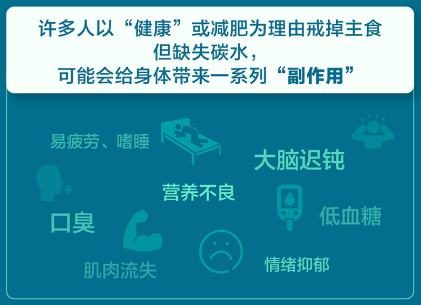 许多人以“健康”或减肥为理由戒掉主食
但缺失碳水，
可能会给身体带来一系列“副作用”
易疲劳、嗜睡
大脑迟钝
营养不良
口臭
低血糖
肌肉流失
情绪抑郁